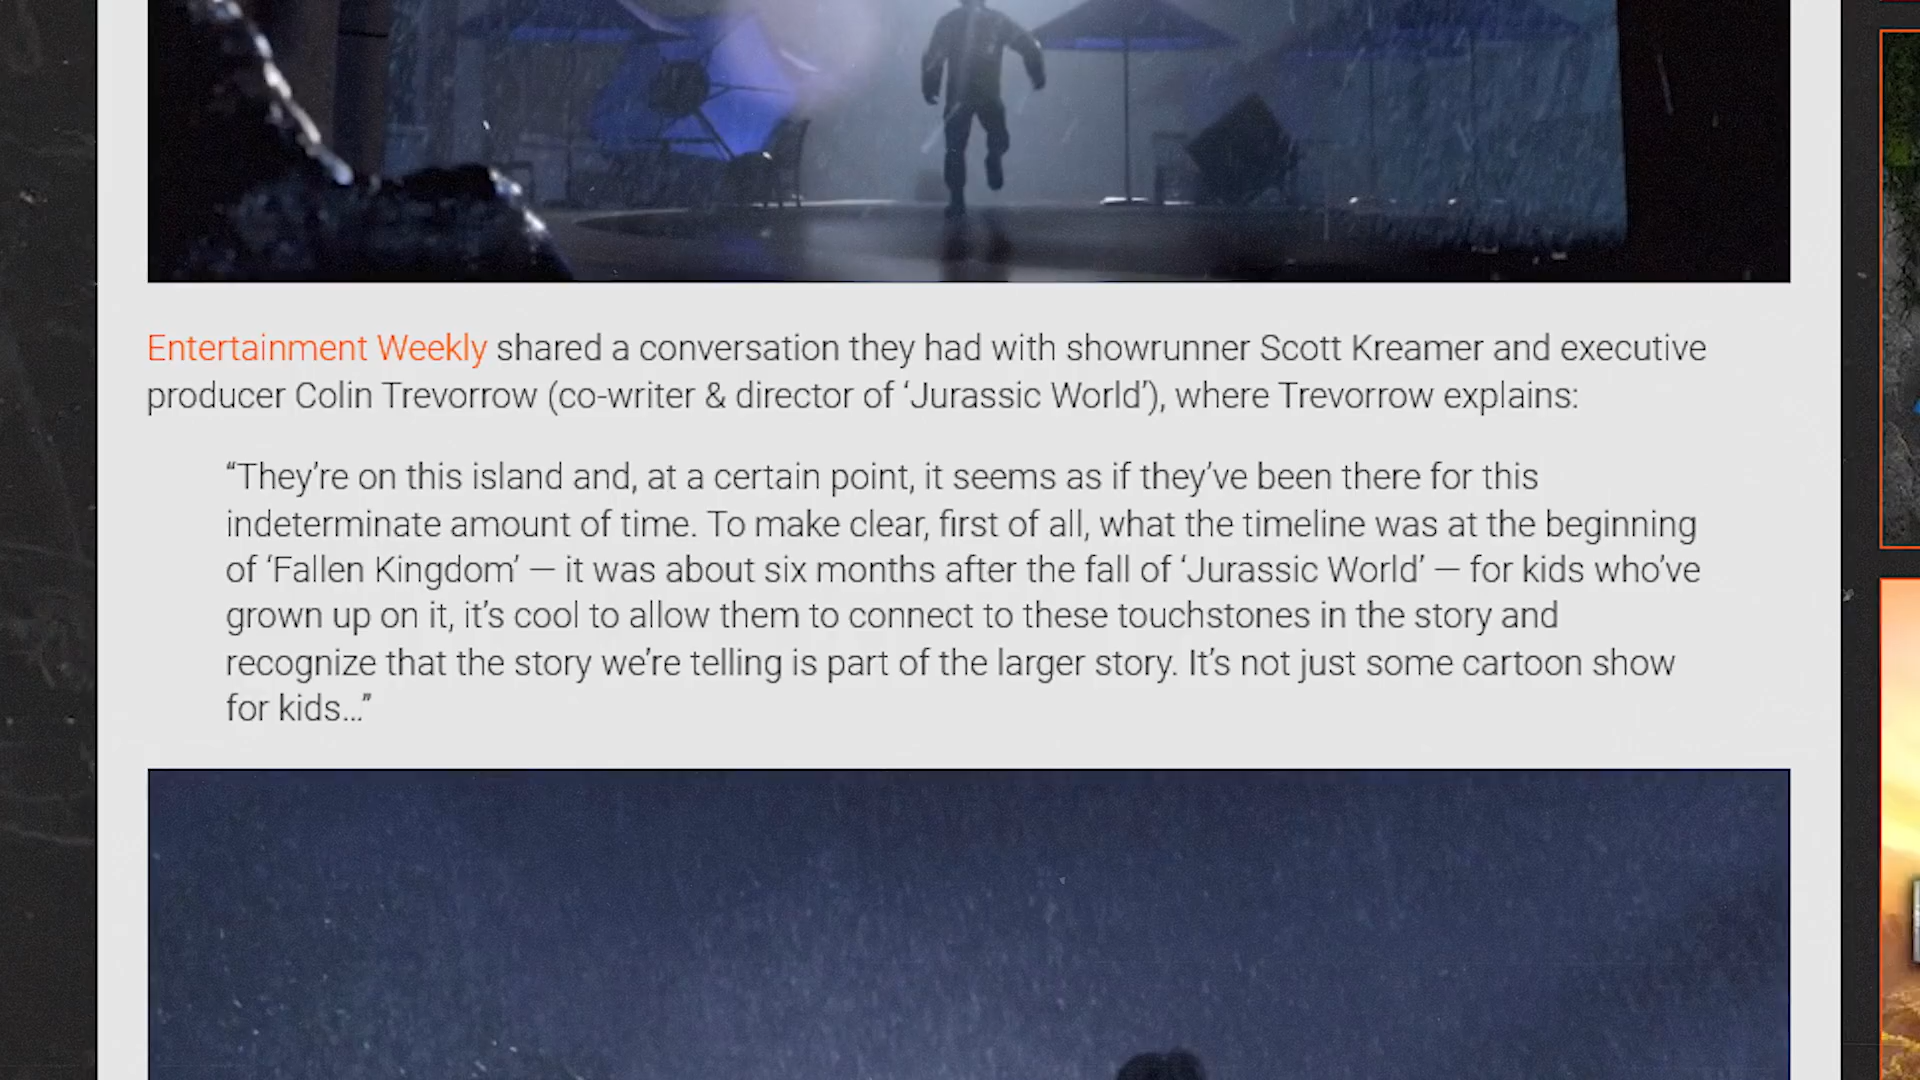 Entertainment Weekly shared a conversation they had with showrunner Scott Kreamer and executive
producer Colin Trevorrow (co-writer & director of ‘Jurassic World’), where Trevorrow explains:
“They’re on this island and, at a certain point, it seems as if they’ve been there for this
indeterminate amount of time. To make clear, first of all, what the timeline was at the beginning
of ‘Fallen Kingdom’ — it was about six months after the fall of ‘Jurassic World’ — for kids who’ve
grown up on it, it’s cool to allow them to connect to these touchstones in the story and
recognize that the story we’re telling is part of the larger story. It’s not just some cartoon show
for kids…”